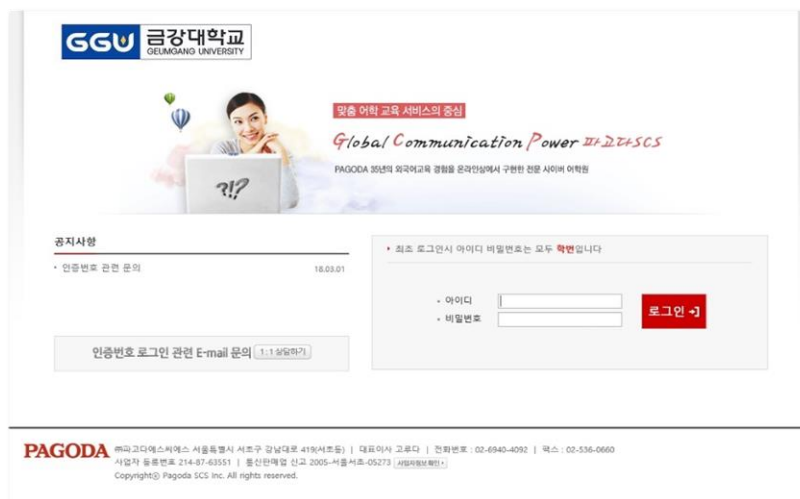 GGU 금강대학교
GEUMGANG UNIVERSITY
맞춤 어학 교육 서비스의 중심
Global Communication Power 파고다SCS
PAGODA 35년의 외국어교육 경험을 온라인상에서 구현한 전문 사이버 어학원
?!?
공지사항
인증번호 관련 문의 18.03.01
최초 로그인시 아이디 비밀번호는 모두 학번입니다
아이디
비밀번호
로그인
인증번호 로그인 관련 E-mail 문의 1:1 상담하기
PAGODA ㈜파고다에스씨에스 서울특별시 서초구 강남대로 419(서초동) | 대표이사 고루다 | 전화번호 : 02-6940-4092 | 팩스 : 02-536-0660
사업자 등록번호 214-87-63551 | 통신판매업 신고 2005-서울서초-05273 사업자정보확인
Copyrightⓒ Pagoda SCS Inc. All rights reserved.